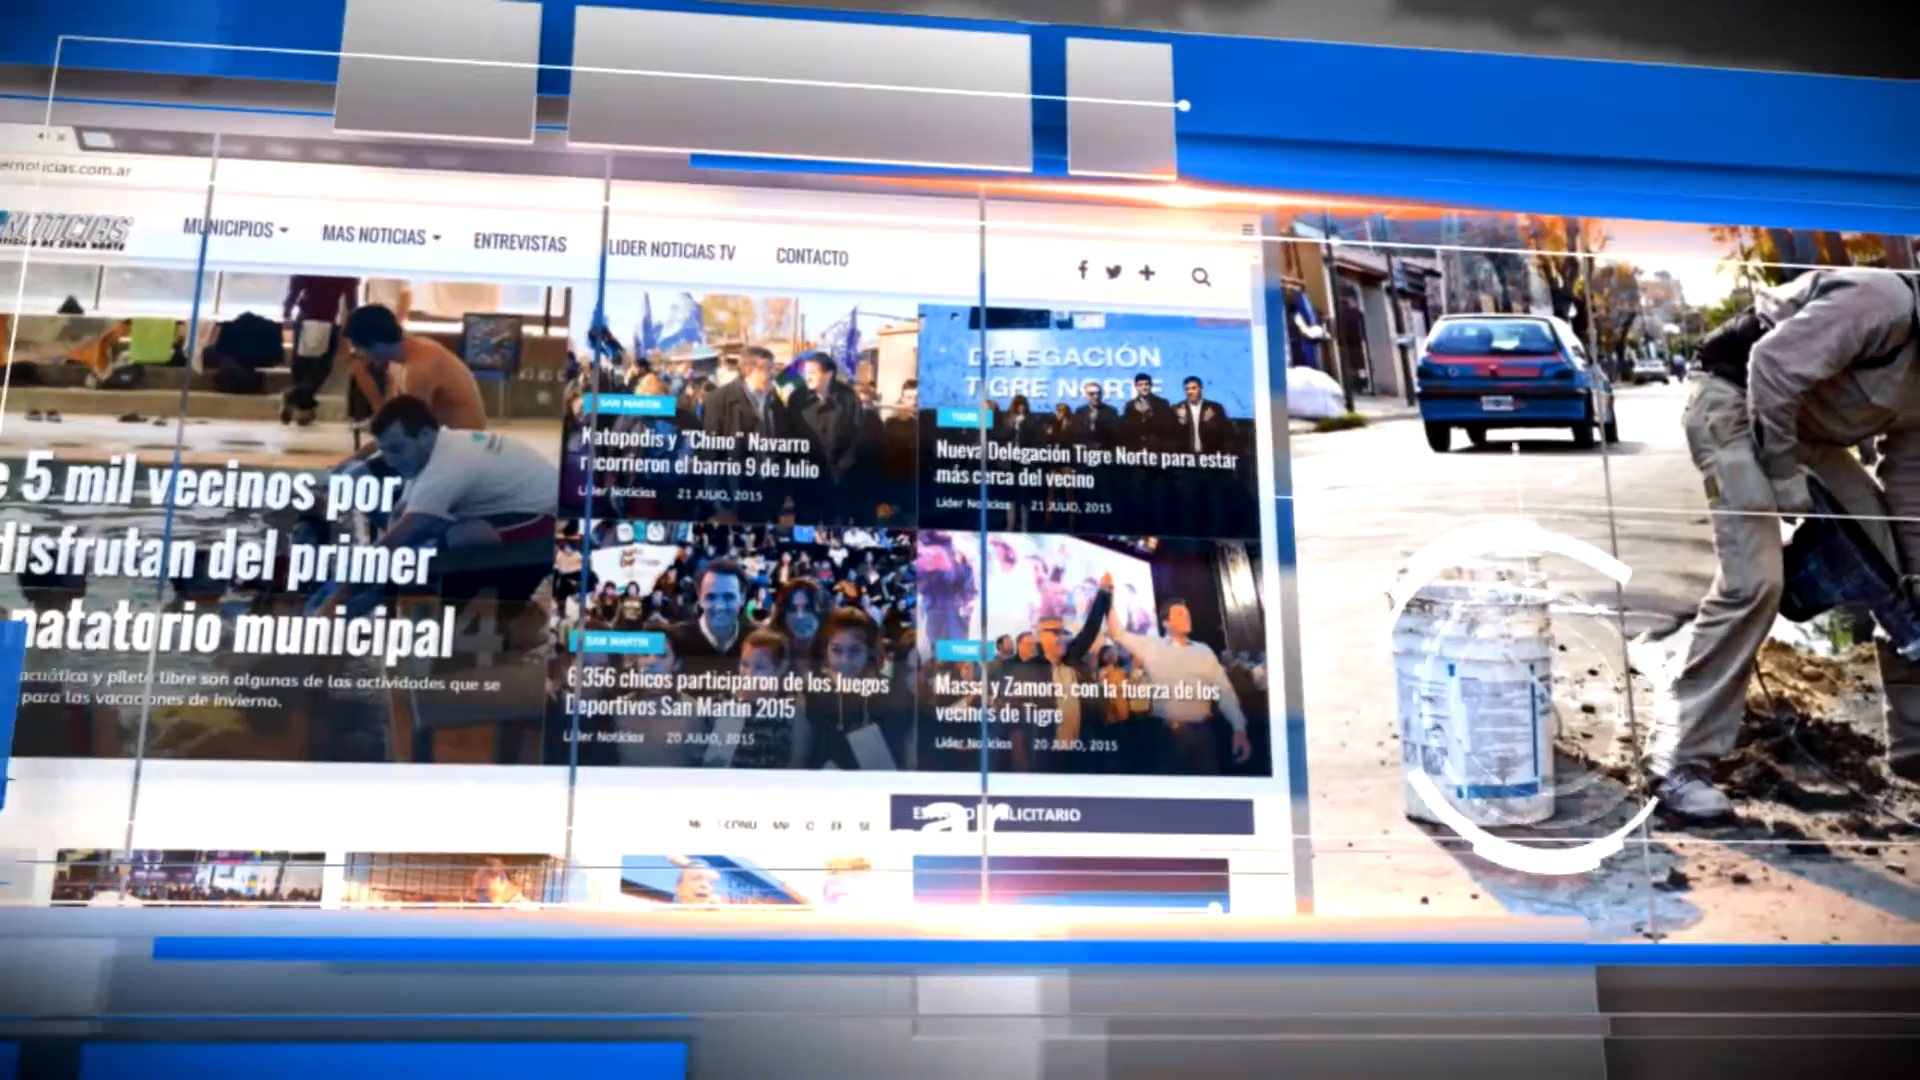 ernoticias.com.ar
NOTICIAS
MUNICIPIOS
MAS NOTICIAS
ENTREVISTAS
LIDER NOTICIAS TV
CONTACTO
5 mil vecinos por
disfrutan del primer
natatorio municipal
acuática y pileta libre son algunas de las actividades que se
para las vacaciones de invierno.
SAN MARTIN
Katopodis y "Chino" Navarro
recorrieron el barrio 9 de Julio
Lider Noticias 21 JULIO, 2015
DELEGACIÓN
TIGRE NORTE
TIGRE
Nueva Delegación Tigre Norte para estar
más cerca del vecino
Lider Noticias 21 JULIO, 2015
SAN MARTIN
6.356 chicos participaron de los Juegos
Deportivos San Martín 2015
Lider Noticias 20 JULIO, 2015
TIGRE
Massa y Zamora, con la fuerza de los
vecinos de Tigre
Lider Noticias 20 JULIO, 2015
.ar